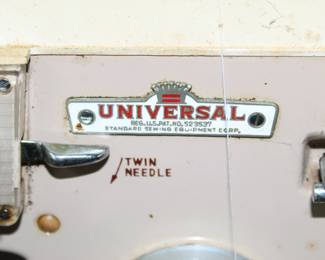 UNIVERSAL
REG. U.S. PAT. NO. 523537
STANDARD SEWING EQUIPMENT CORP.
TWIN
NEEDLE